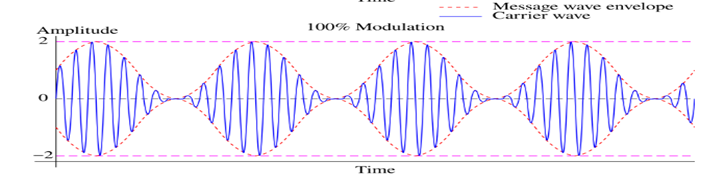 Time
Message wave envelope
Carrier wave
100% Modulation
Amplitude
2
0
−2
Time